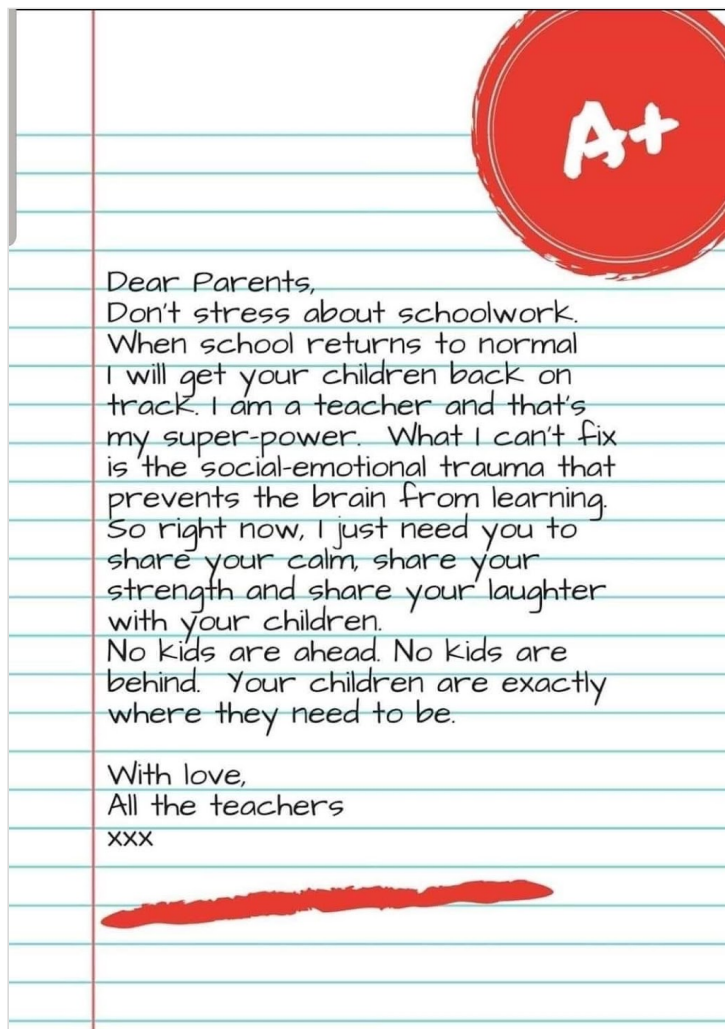 A+
Dear Parents,
Don't stress about schoolwork.
When school returns to normal
I will get your children back on
track. I am a teacher and that's
my super-power. What I can't fix
is the social-emotional trauma that
prevents the brain from learning.
So right now, I just need you to
share your calm, share your
strength and share your laughter
with your children.
No kids are ahead. No kids are
behind. Your children are exactly
where they need to be.
With love,
All the teachers
xxx